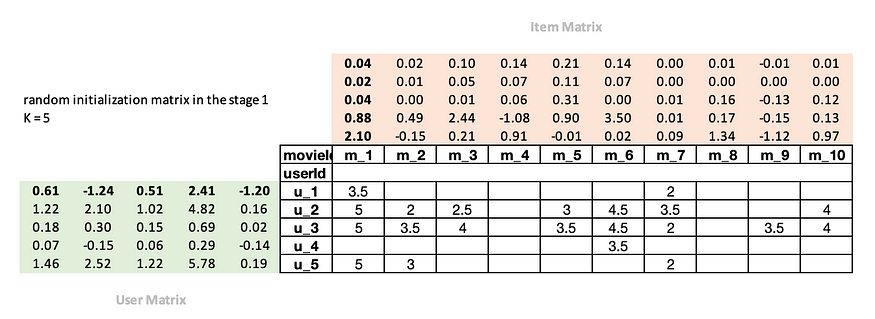 Item Matrix
0.04 0.02 0.10 0.14 0.21 0.14 0.00 0.01 -0.01 0.01
0.02 0.01 0.05 0.07 0.11 0.07 0.00 0.00 0.00 0.00
random initialization matrix in the stage 1
0.04 0.00 0.01 0.06 0.31 0.00 0.01 0.16 -0.13 0.12
K = 5
0.88 0.49 2.44 -1.08 0.90 3.50 0.01 0.17 -0.15 0.13
2.10 -0.15 0.21 0.91 -0.01 0.02 0.09 1.34 -1.12 0.97
movieI m_1 m_2 m_3 m_4 m_5 m_6 m_7 m_8 m_9 m_10
userId
0.61 -1.24 0.51 2.41 -1.20 u_1 3.5 2
1.22 2.10 1.02 4.82 0.16 u_2 5 2 2.5 3 4.5 3.5 4
0.18 0.30 0.15 0.69 0.02 u_3 5 3.5 4 3.5 4.5 2 3.5 4
0.07 -0.15 0.06 0.29 -0.14 u_4 3.5
1.46 2.52 1.22 5.78 0.19 u_5 5 3 2
User Matrix